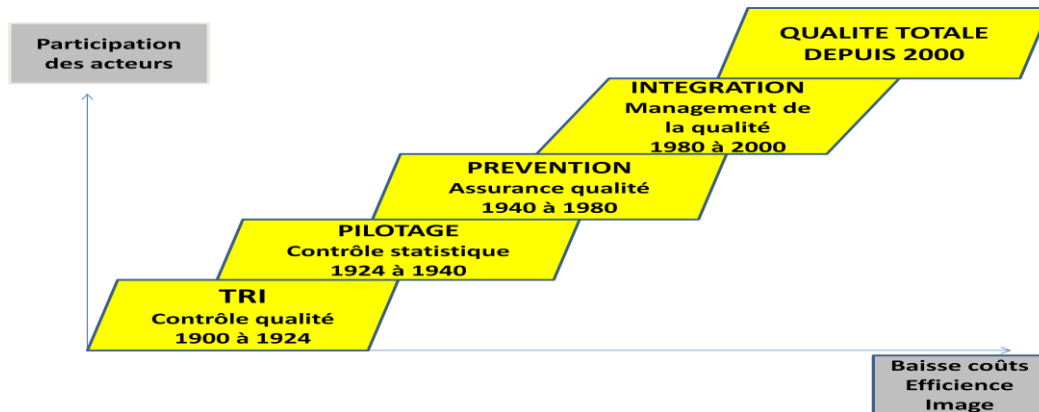 Participation
des acteurs
QUALITE TOTALE
DEPUIS 2000
INTEGRATION
Management de
la qualité
1980 à 2000
PREVENTION
Assurance qualité
1940 à 1980
PILOTAGE
Contrôle statistique
1924 à 1940
TRI
Contrôle qualité
1900 à 1924
Baisse coûts
Efficience
Image